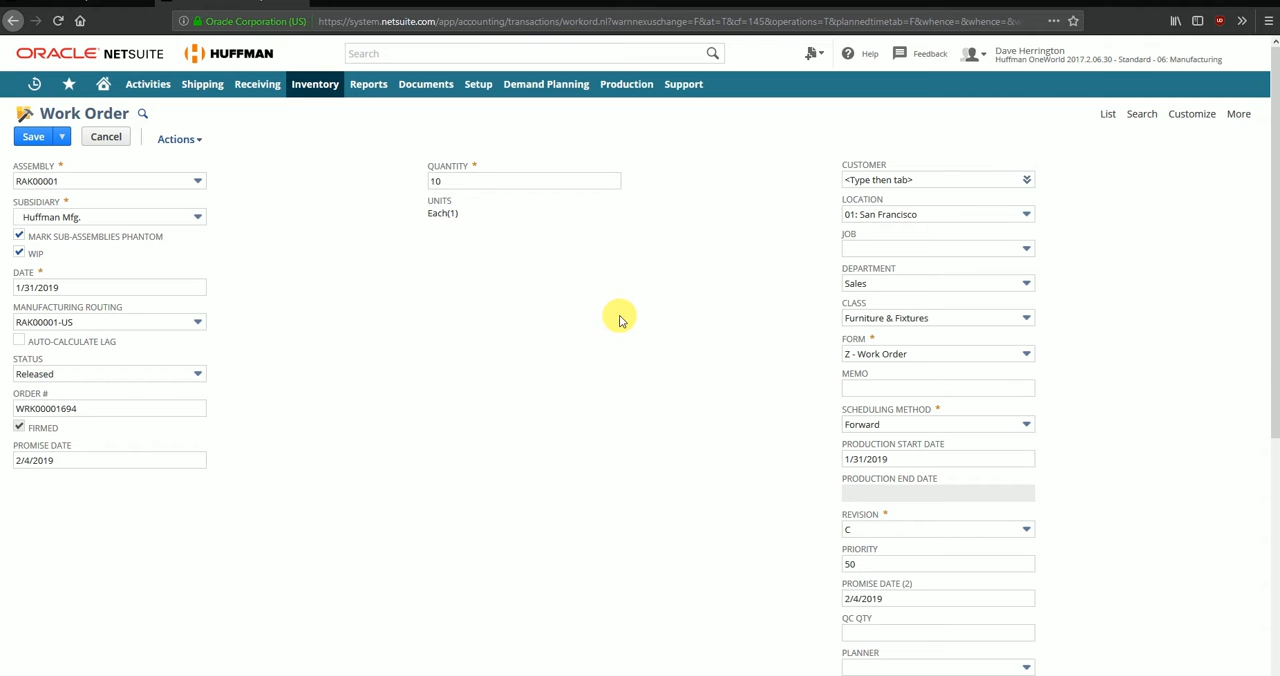 Oracle Corporation (US)
https://system.netsuite.com/app/accounting/transactions/workord.nl?warnnexuschange=F&at=T&cf=145&operations=T&plannedtimetab=F&whence=&whence=&w
ORACLE NETSUITE
HUFFMAN
Search
Help
Feedback
Dave Herrington
Huffman OneWorld 2017.2.06.30 - Standard - 06: Manufacturing
Activities Shipping Receiving Inventory Reports Documents Setup Demand Planning Production Support
Work Order
List Search Customize More
Save
Cancel
Actions
ASSEMBLY *
RAK00001
SUBSIDIARY *
Huffman Mfg.
MARK SUB-ASSEMBLIES PHANTOM
WIP
DATE *
1/31/2019
MANUFACTURING ROUTING
RAK00001-US
AUTO-CALCULATE LAG
STATUS
Released
ORDER #
WRK00001694
FIRMED
PROMISE DATE
2/4/2019
QUANTITY *
10
UNITS
Each(1)
CUSTOMER
<Type then tab>
LOCATION
01: San Francisco
JOB
DEPARTMENT
Sales
CLASS
Furniture & Fixtures
FORM *
Z - Work Order
MEMO
SCHEDULING METHOD *
Forward
PRODUCTION START DATE
1/31/2019
PRODUCTION END DATE
REVISION *
C
PRIORITY
50
PROMISE DATE (2)
2/4/2019
QC QTY
PLANNER